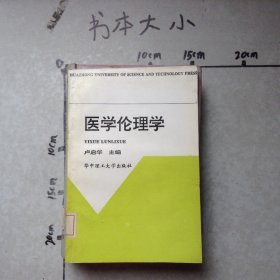 书本大小
10cm
15cm
20cm
HUAZHONG UNIVERSITY OF SCIENCE AND TECHNOLOGY PRESS
医学伦理学
YIXUE LUNLIXUE
卢启华 主编
华中理工大学出版社
10cm
15cm
20cm